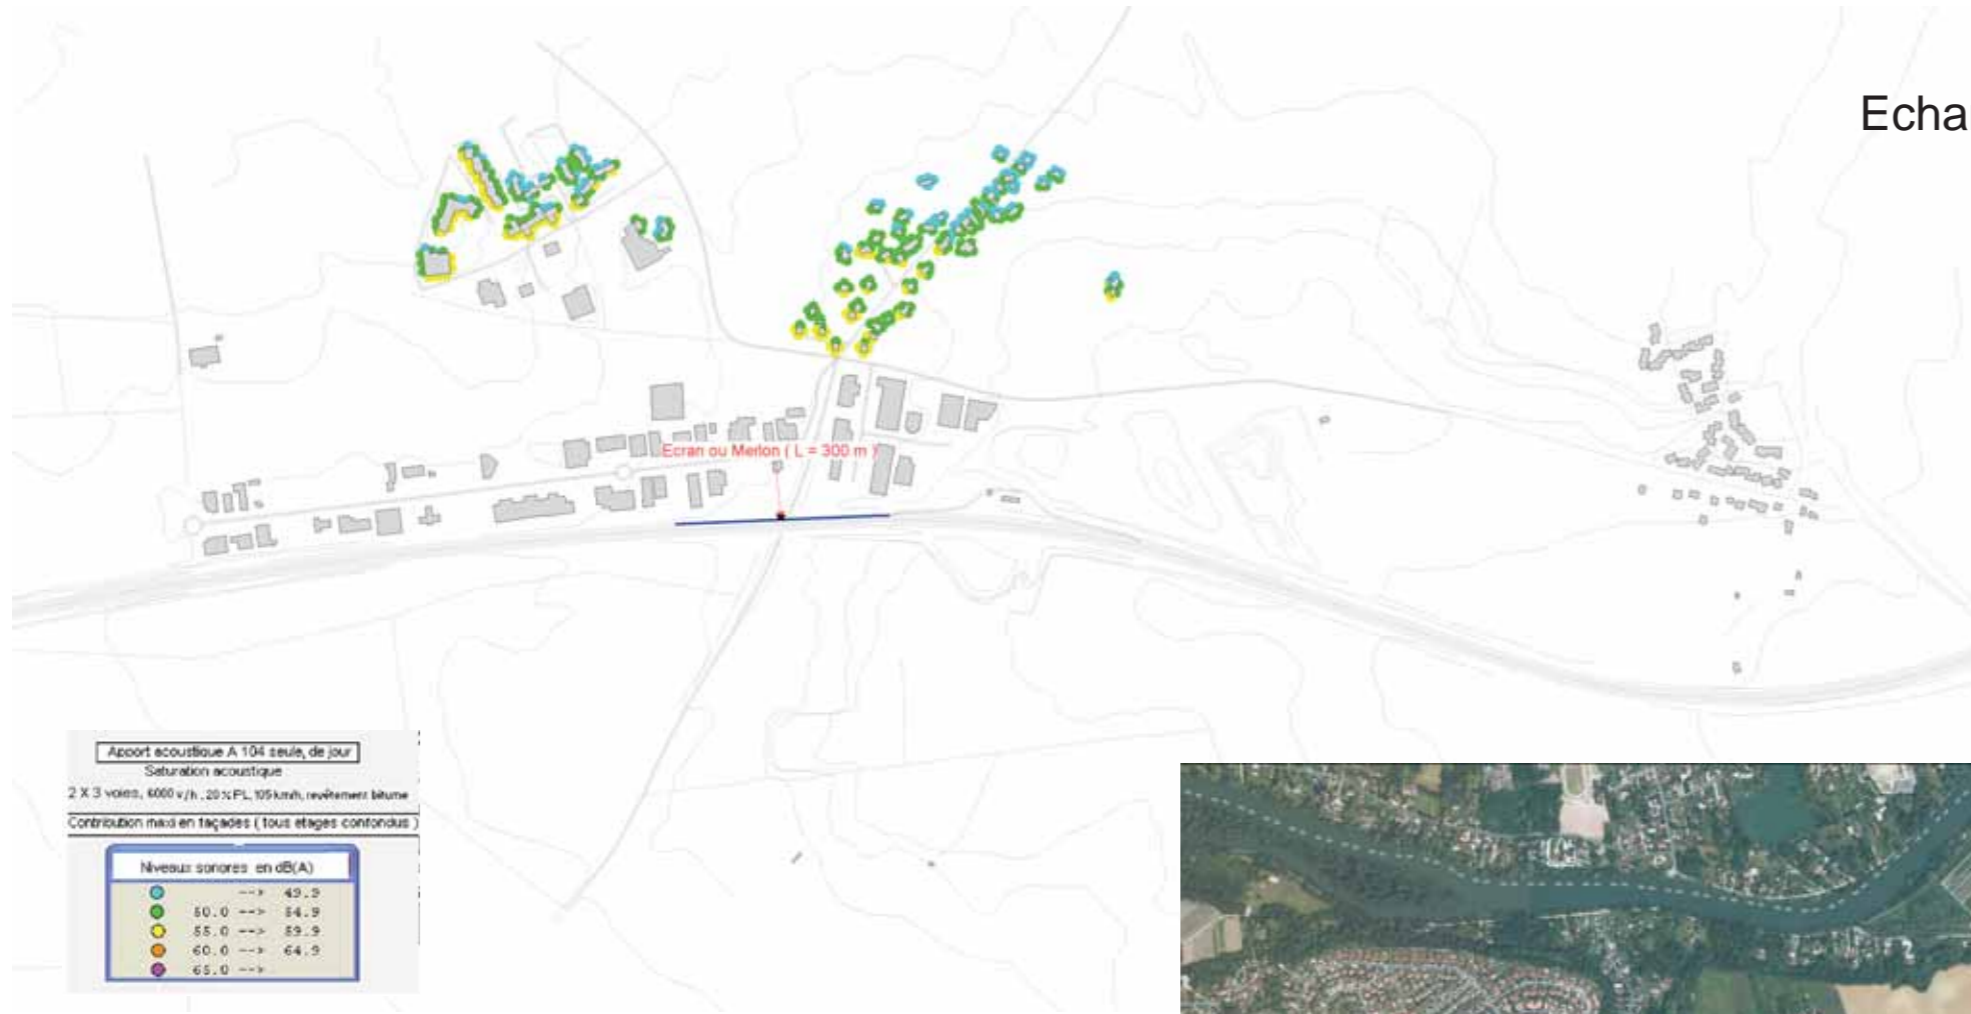 Echa
Ecran ou Merlon ( L = 300 m )
Apport acoustique A 104 seule, de jour
Saturation acoustique
2 X 3 voies, 6000 v/h , 20 % PL, 105 km/h, revêtement bitume
Contribution maxi en façades ( tous etages confondus )
Niveaux sonores en dB(A)
--> 49.9
50.0 --> 54.9
55.0 --> 59.9
60.0 --> 64.9
65.0 -->